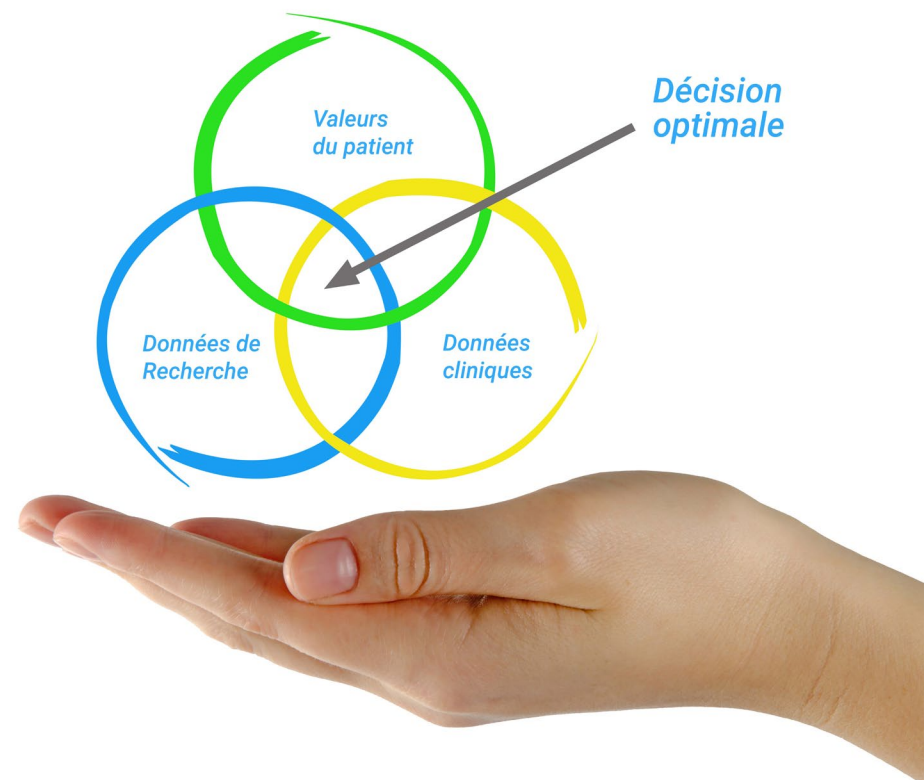 Décision
optimale
Valeurs
du patient
Données de
Recherche
Données
cliniques